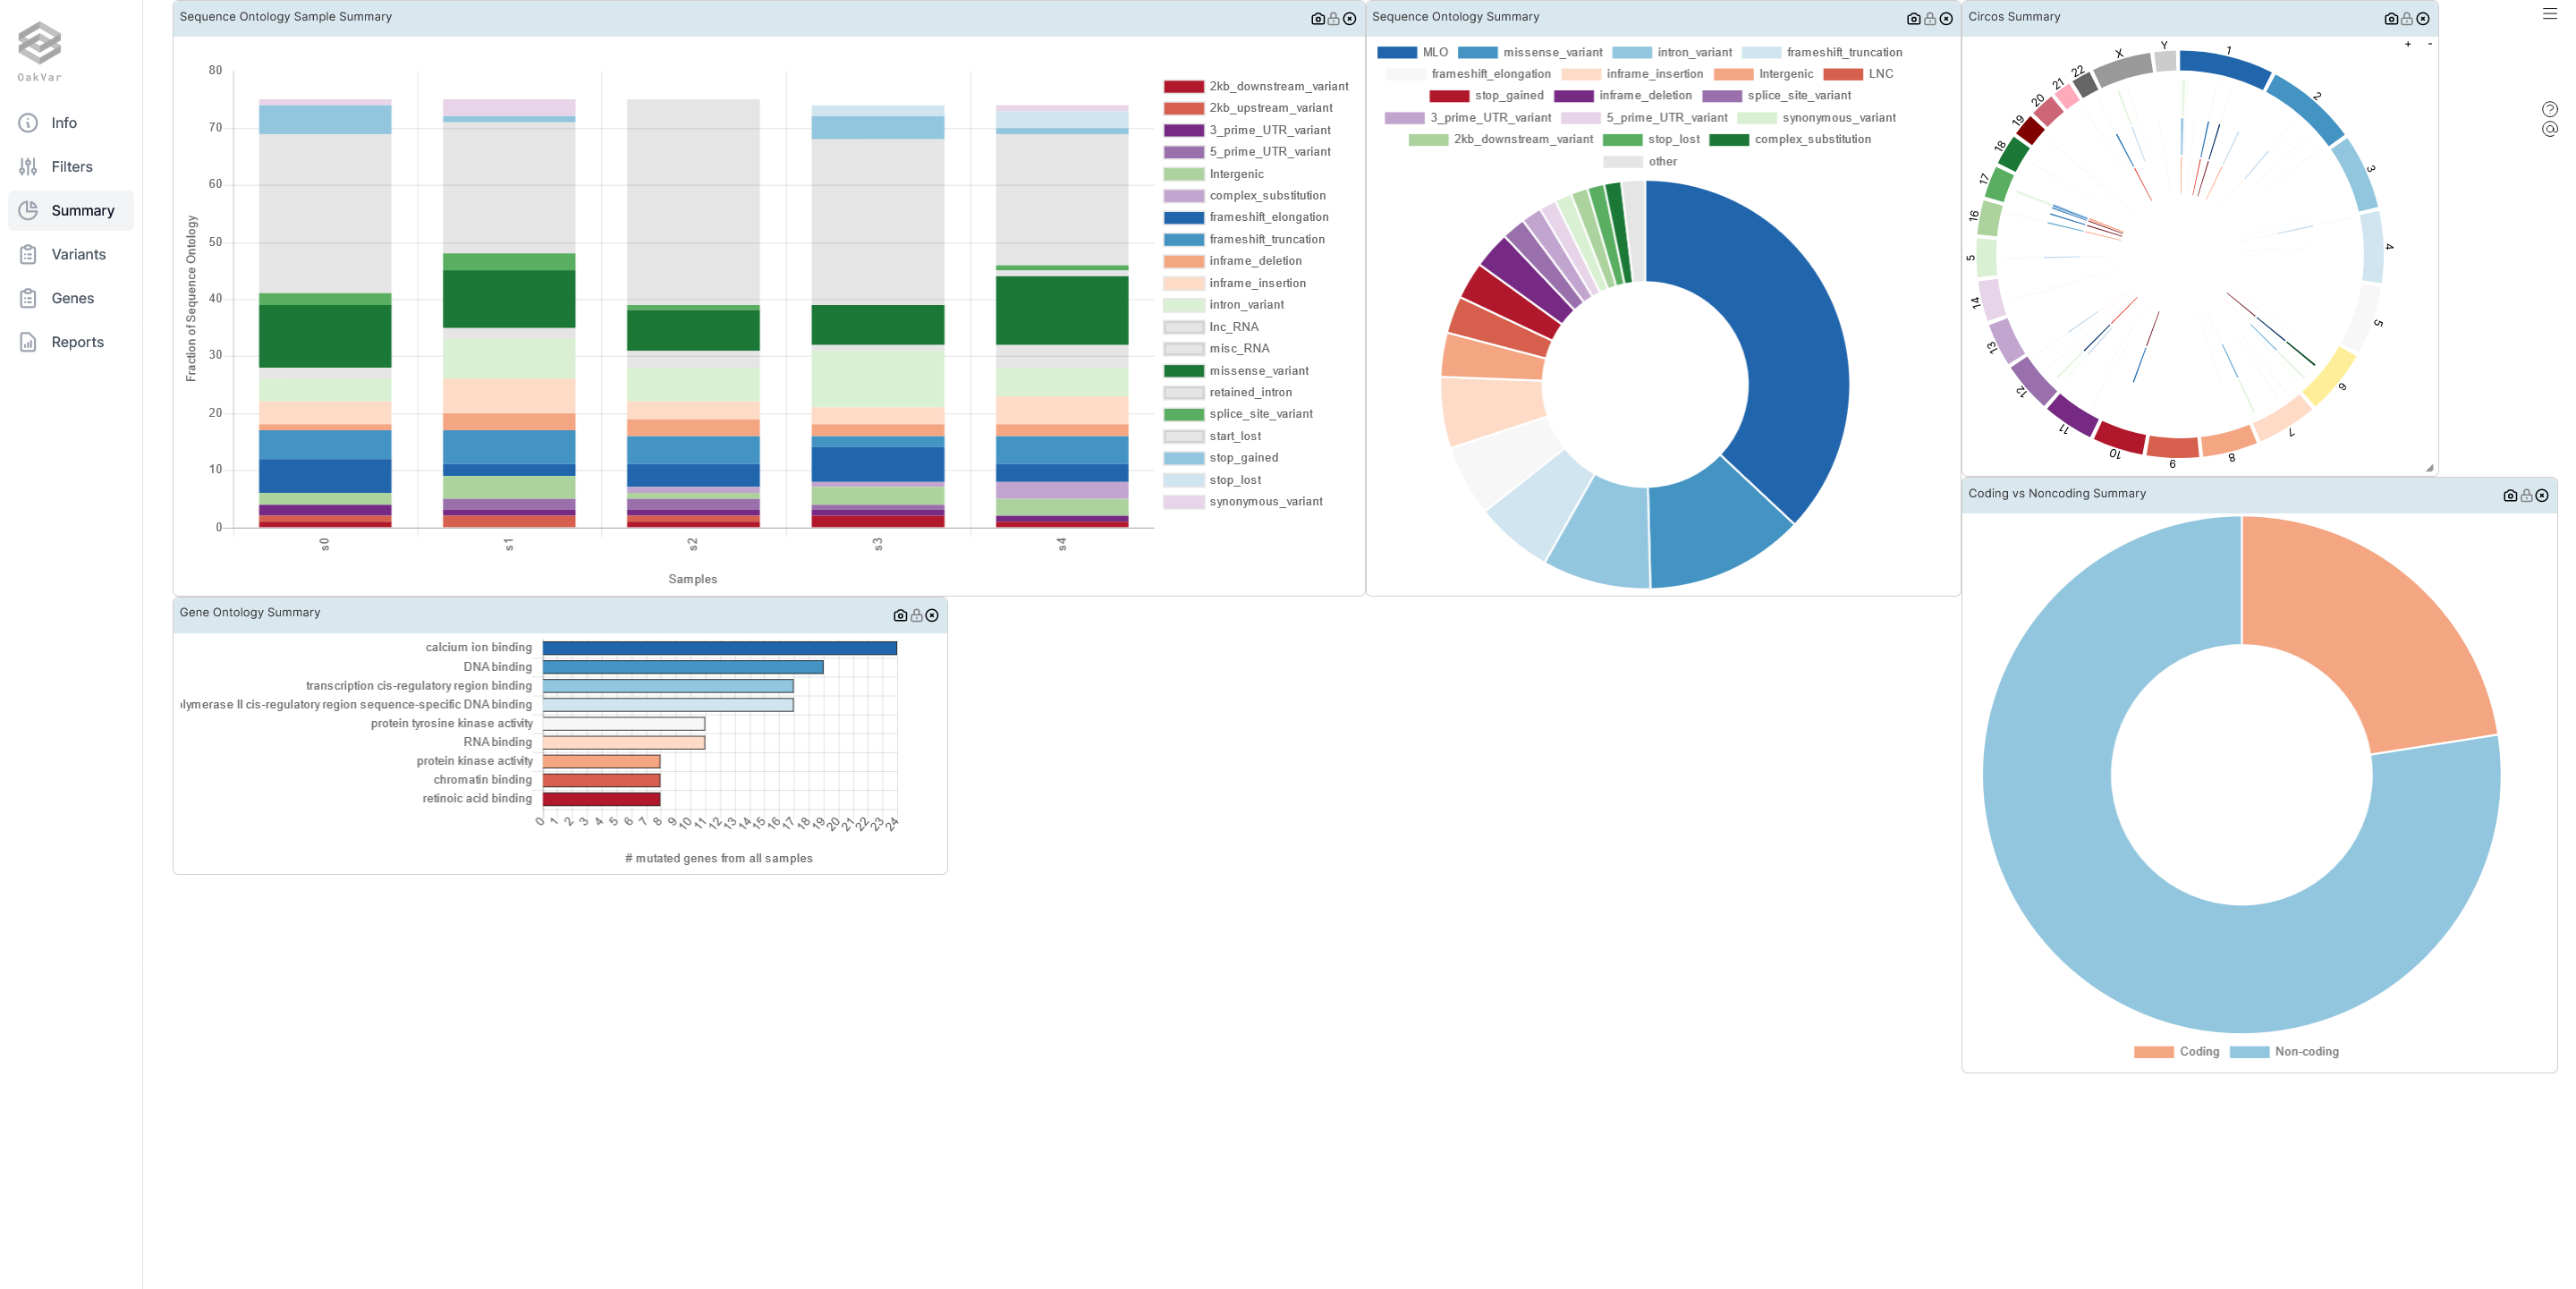 OakVar
Info
Filters
Summary
Variants
Genes
Reports
Sequence Ontology Sample Summary
80
70
60
50
40
30
20
10
0
Fraction of Sequence Ontology
s0
s1
s2
s3
s4
Samples
2kb_downstream_variant
2kb_upstream_variant
3_prime_UTR_variant
5_prime_UTR_variant
Intergenic
complex_substitution
frameshift_elongation
frameshift_truncation
inframe_deletion
inframe_insertion
intron_variant
lnc_RNA
misc_RNA
missense_variant
retained_intron
splice_site_variant
start_lost
stop_gained
stop_lost
synonymous_variant
Sequence Ontology Summary
MLO missense_variant intron_variant frameshift_truncation
frameshift_elongation inframe_insertion Intergenic LNC
stop_gained inframe_deletion splice_site_variant
3_prime_UTR_variant 5_prime_UTR_variant synonymous_variant
2kb_downstream_variant stop_lost complex_substitution
other
Circos Summary
+ -
1
2
3
4
5
6
7
8
9
10
11
12
13
14
5
16
17
18
19
20
21
22
X
Y
Gene Ontology Summary
calcium ion binding
DNA binding
transcription cis-regulatory region binding
lymerase II cis-regulatory region sequence-specific DNA binding
protein tyrosine kinase activity
RNA binding
protein kinase activity
chromatin binding
retinoic acid binding
0 1 2 3 4 5 6 7 8 9 10 11 12 13 14 15 16 17 18 19 20 21 22 23 24
# mutated genes from all samples
Coding vs Noncoding Summary
Coding Non-coding